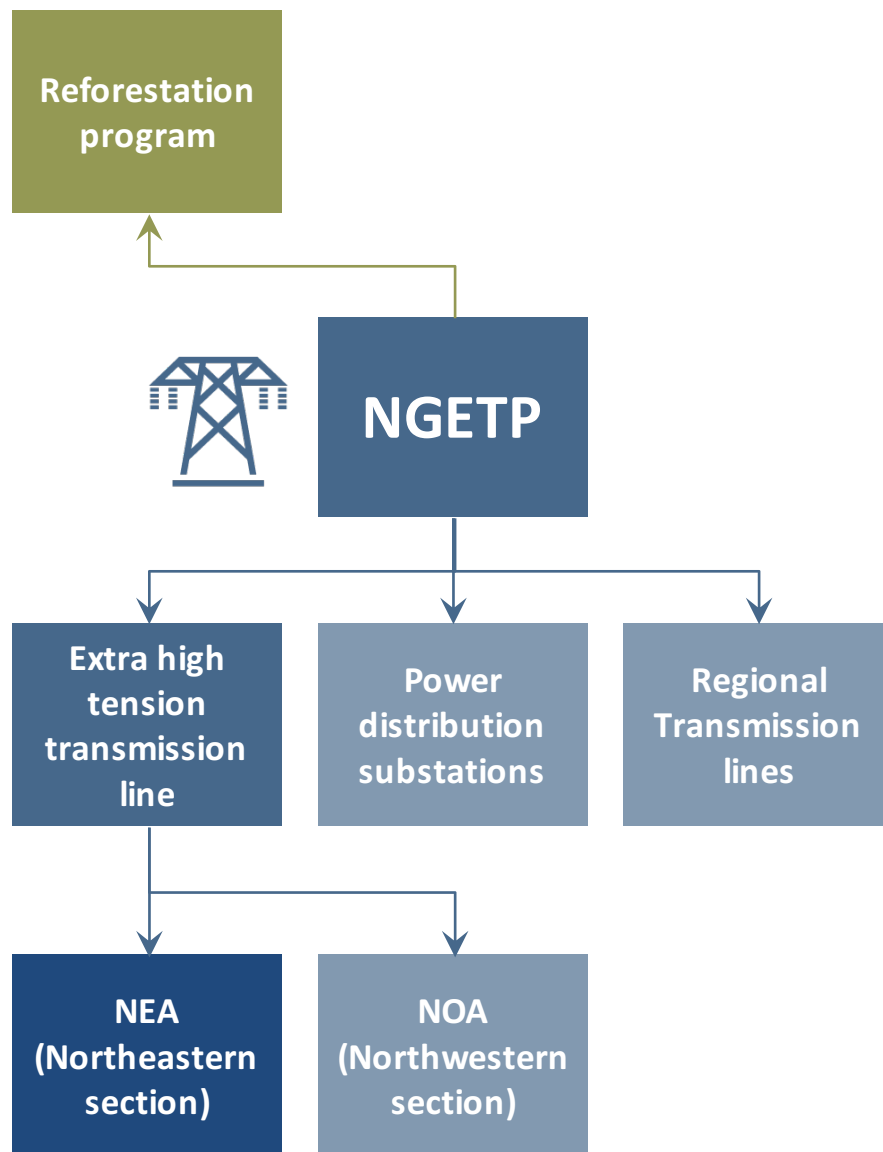 Reforestation
program
NGETP
Extra high
tension
transmission
line
Power
distribution
substations
Regional
Transmission
lines
NEA
(Northeastern
section)
NOA
(Northwestern
section)